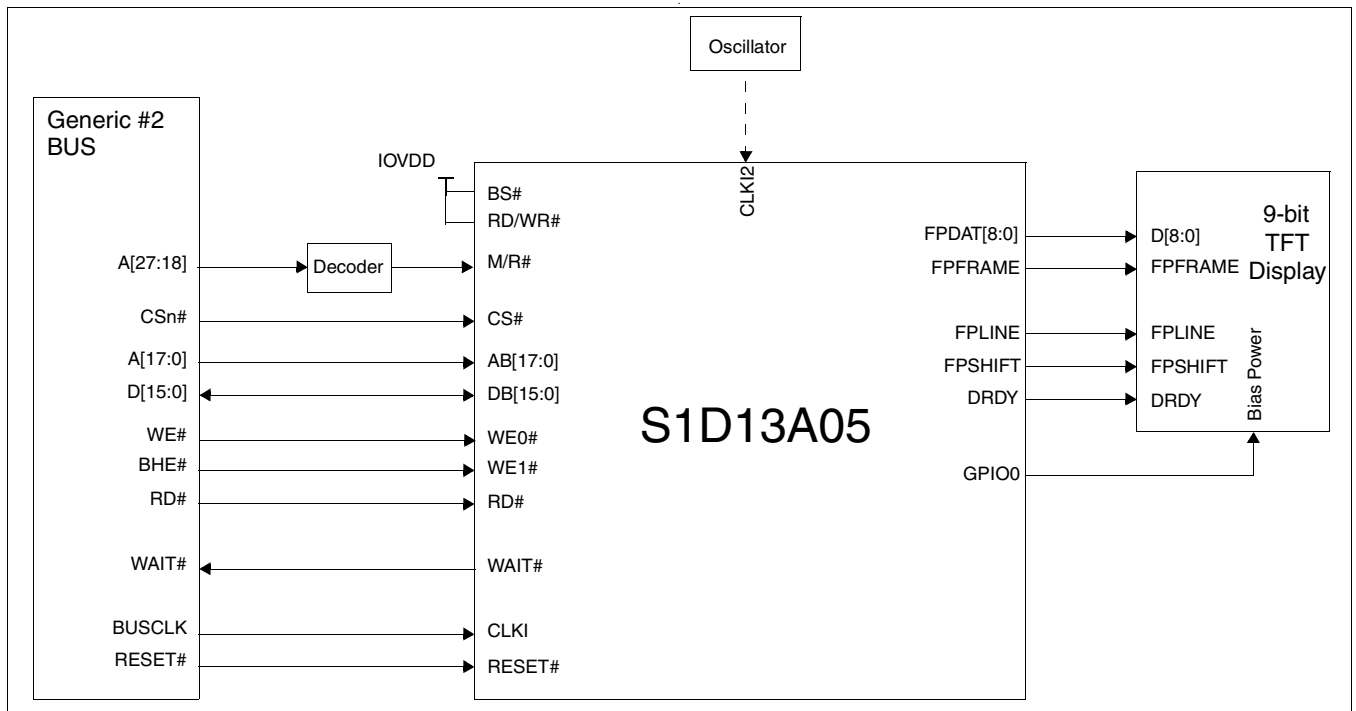 Oscillator
Generic #2
BUS
IOVDD
BS#
RD/WR#
CLKI2
A[27:18]
Decoder
M/R#
CSn#
CS#
A[17:0]
AB[17:0]
D[15:0]
DB[15:0]
WE#
WE0#
BHE#
WE1#
RD#
RD#
WAIT#
WAIT#
BUSCLK
CLKI
RESET#
RESET#
S1D13A05
FPDAT[8:0]
FPFRAME
FPLINE
FPSHIFT
DRDY
GPIO0
D[8:0]
FPFRAME
FPLINE
FPSHIFT
DRDY
9-bit
TFT
Display
Bias Power